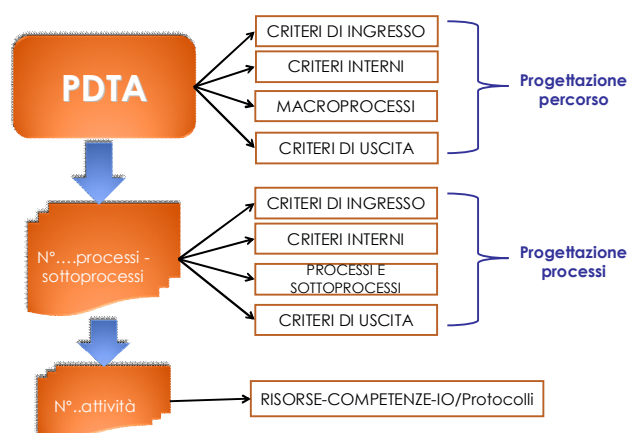 PDTA
CRITERI DI INGRESSO
CRITERI INTERNI
MACROPROCESSI
CRITERI DI USCITA
Progettazione
percorso
N°....processi -
sottoprocessi
CRITERI DI INGRESSO
CRITERI INTERNI
PROCESSI E
SOTTOPROCESSI
CRITERI DI USCITA
Progettazione
processi
N°..attività
RISORSE-COMPETENZE-IO/Protocolli